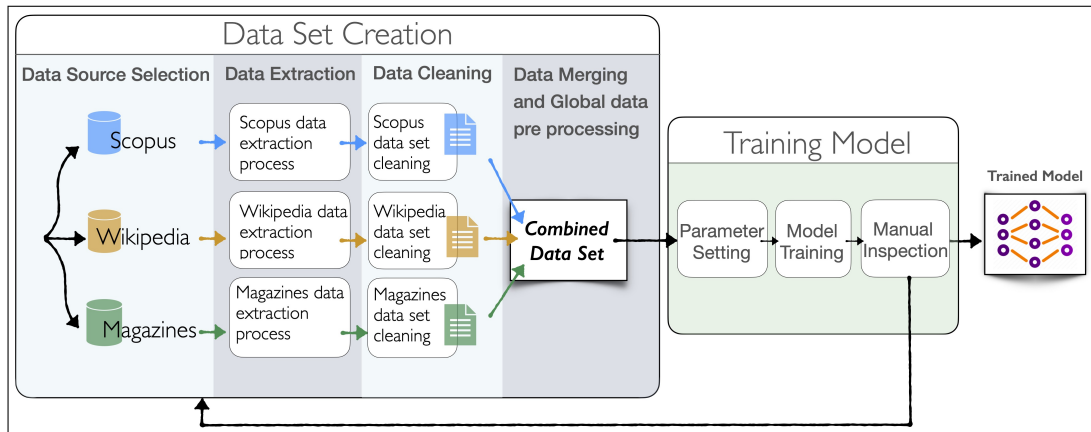 Data Set Creation
Data Source Selection
Data Extraction
Data Cleaning
Data Merging
and Global data
pre processing
Scopus
Scopus data
extraction
process
Scopus
data set
cleaning
Wikipedia
Wikipedia data
extraction
process
Wikipedia
data set
cleaning
Magazines
Magazines data
extraction
process
Magazines
data set
cleaning
Combined
Data Set
Training Model
Parameter
Setting
Model
Training
Manual
Inspection
Trained Model